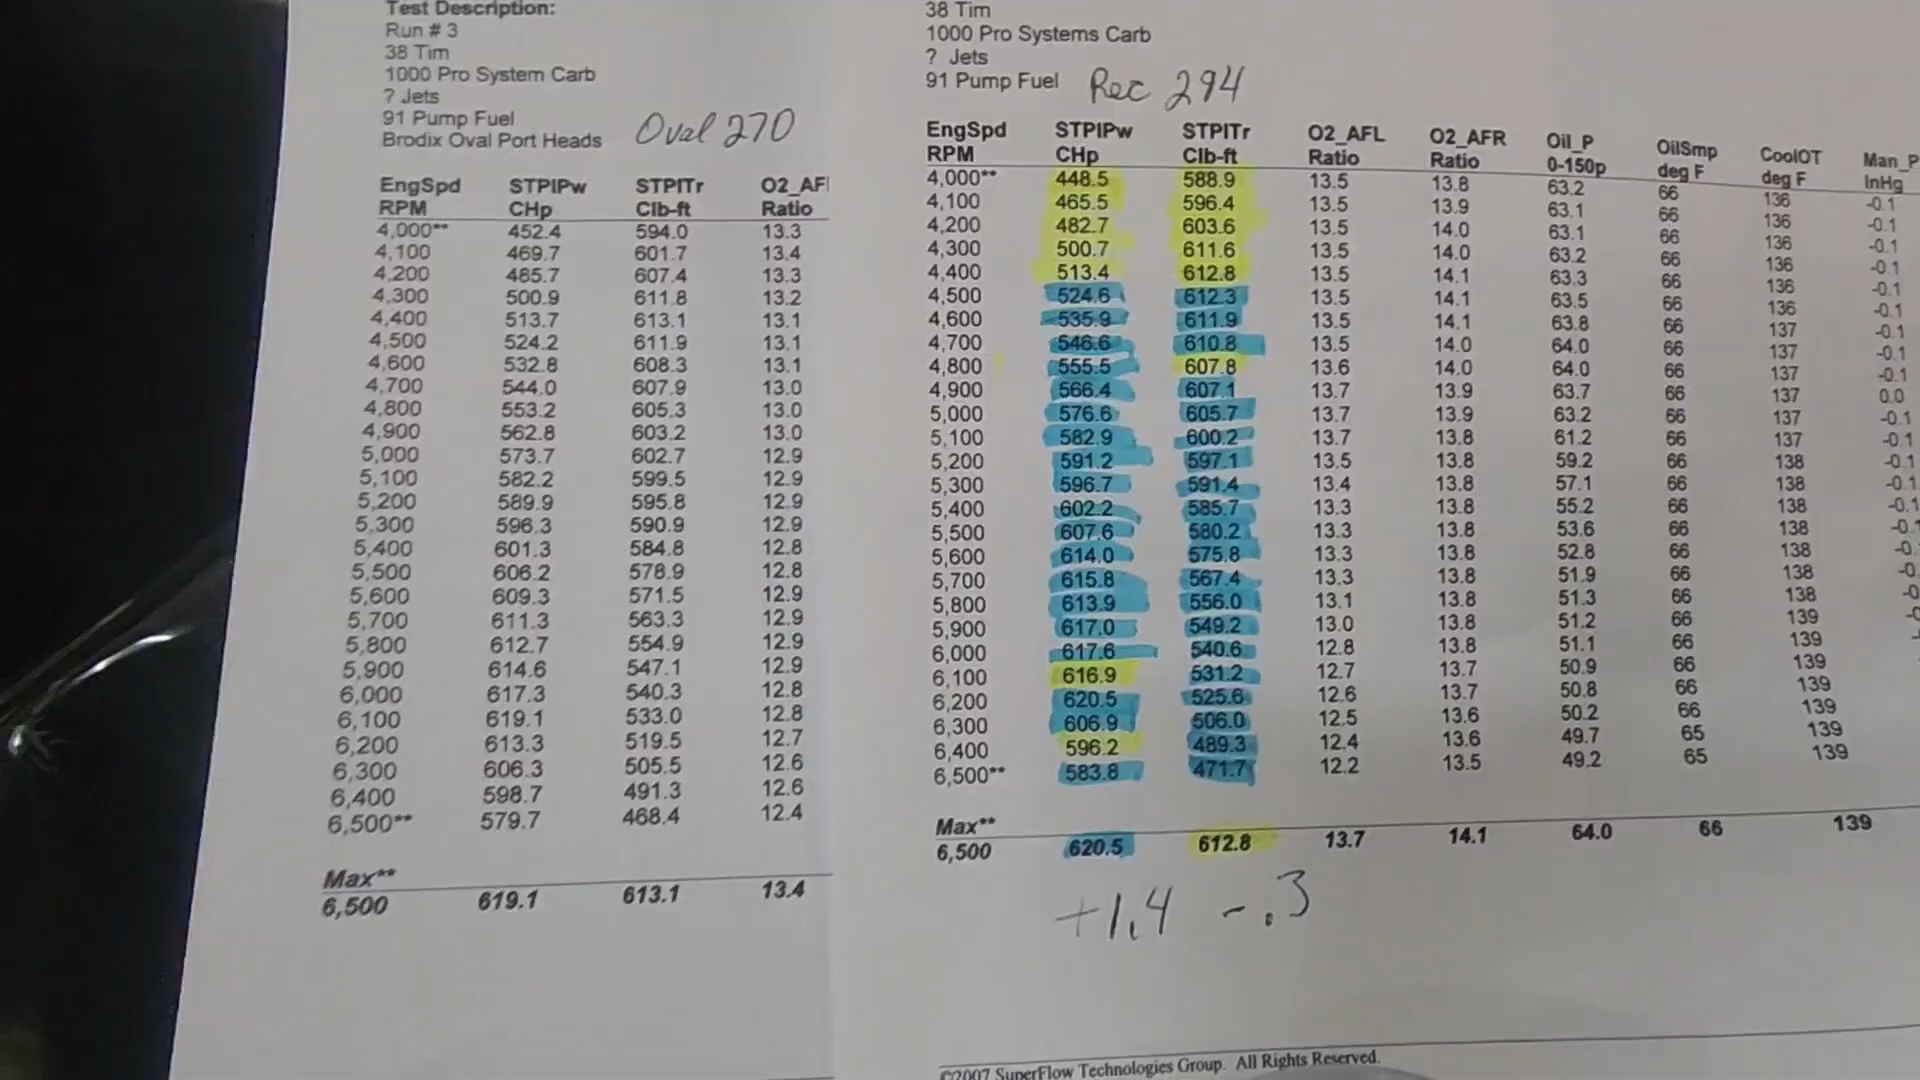 Test Description:
Run # 3
38 Tim
1000 Pro System Carb
? Jets
91 Pump Fuel
Brodix Oval Port Heads Oval 270
EngSpd STPIPw STPITr O2_AF
RPM CHp Clb-ft Ratio
4,000** 452.4 594.0 13.3
4,100 469.7 601.7 13.4
4,200 485.7 607.4 13.3
4,300 500.9 611.8 13.2
4,400 513.7 613.1 13.1
4,500 524.2 611.9 13.1
4,600 532.8 608.3 13.1
4,700 544.0 607.9 13.0
4,800 553.2 605.3 13.0
4,900 562.8 603.2 13.0
5,000 573.7 602.7 12.9
5,100 582.2 599.5 12.9
5,200 589.9 595.8 12.9
5,300 596.3 590.9 12.9
5,400 601.3 584.8 12.8
5,500 606.2 578.9 12.8
5,600 609.3 571.5 12.9
5,700 611.3 563.3 12.9
5,800 612.7 554.9 12.9
5,900 614.6 547.1 12.9
6,000 617.3 540.3 12.8
6,100 619.1 533.0 12.8
6,200 613.3 519.5 12.7
6,300 606.3 505.5 12.6
6,400 598.7 491.3 12.6
6,500** 579.7 468.4 12.4
Max**
6,500 619.1 613.1 13.4
38 Tim
1000 Pro Systems Carb
? Jets
91 Pump Fuel Rec 294
EngSpd STPIPw STPITr O2_AFL O2_AFR Oil_P OilSmp CoolOT Man_P
RPM CHp Clb-ft Ratio Ratio 0-150p deg F deg F InHg
4,000** 448.5 588.9 13.5 13.8 63.2 66 136 -0.1
4,100 465.5 596.4 13.5 13.9 63.1 66 136 -0.1
4,200 482.7 603.6 13.5 14.0 63.1 66 136 -0.1
4,300 500.7 611.6 13.5 14.0 63.2 66 136 -0.1
4,400 513.4 612.8 13.5 14.1 63.3 66 136 -0.1
4,500 524.6 612.3 13.5 14.1 63.5 66 136 -0.1
4,600 535.9 611.9 13.5 14.1 63.8 66 137 -0.1
4,700 546.6 610.8 13.5 14.0 64.0 66 137 -0.1
4,800 555.5 607.8 13.6 14.0 64.0 66 137 -0.1
4,900 566.4 607.1 13.7 13.9 63.7 66 137 0.0
5,000 576.6 605.7 13.7 13.9 63.2 66 137 -0.1
5,100 582.9 600.2 13.7 13.8 61.2 66 137 -0.1
5,200 591.2 597.1 13.5 13.8 59.2 66 138 -0.1
5,300 596.7 591.4 13.4 13.8 57.1 66 138 -0.1
5,400 602.2 585.7 13.3 13.8 55.2 66 138 -0.1
5,500 607.6 580.2 13.3 13.8 53.6 66 138 -0.
5,600 614.0 575.8 13.3 13.8 52.8 66 138 -0.
5,700 615.8 567.4 13.3 13.8 51.9 66 138 -0
5,800 613.9 556.0 13.1 13.8 51.3 66 138 -0
5,900 617.0 549.2 13.0 13.8 51.2 66 139
6,000 617.6 540.6 12.8 13.8 51.1 66 139
6,100 616.9 531.2 12.7 13.7 50.9 66 139
6,200 620.5 525.6 12.6 13.7 50.8 66 139
6,300 606.9 506.0 12.5 13.6 50.2 66 139
6,400 596.2 489.3 12.4 13.6 49.7 65 139
6,500** 583.8 471.7 12.2 13.5 49.2 65 139
Max**
6,500 620.5 612.8 13.7 14.1 64.0 66 139
+1.4 -.3
©2007 SuperFlow Technologies Group. All Rights Reserved.